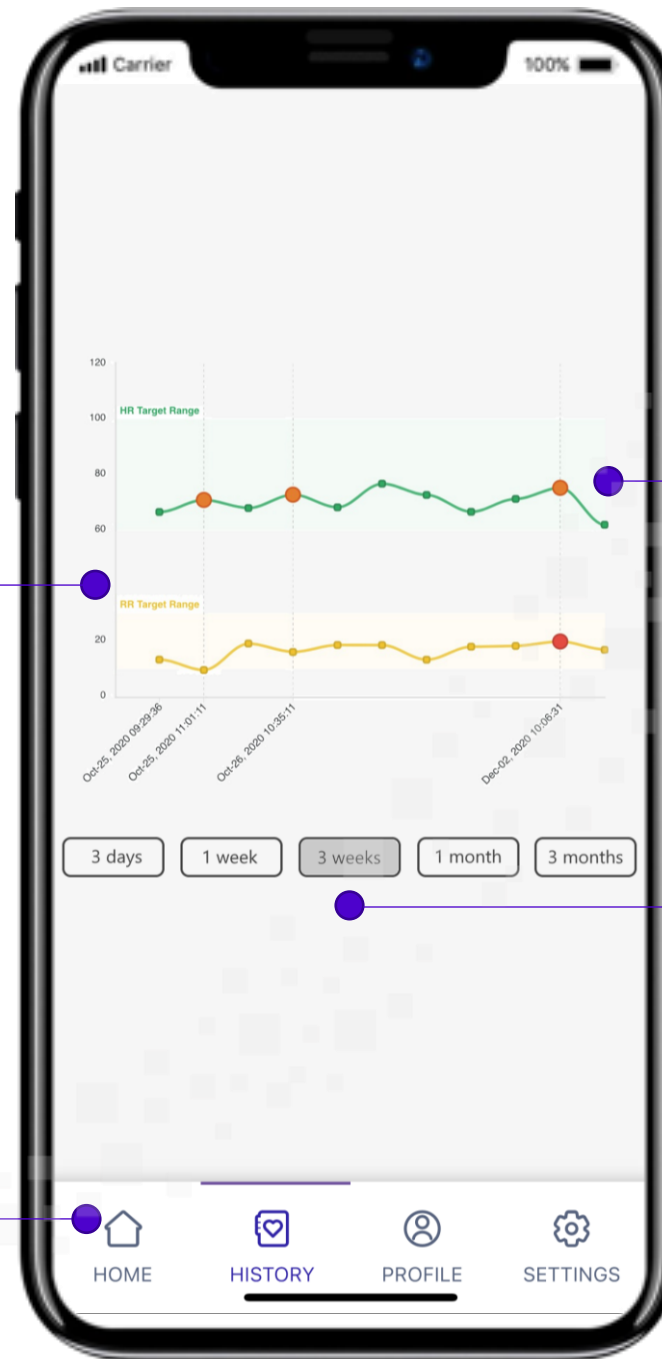 Carrier 100%
120
HR Target Range
100
80
60
RR Target Range
20
0
Oct-25, 2020 09:29:36
Oct-25, 2020 11:01:11
Oct-26, 2020 10:35:11
Dec-02, 2020 10:06:31
3 days 1 week 3 weeks 1 month 3 months
HOME HISTORY PROFILE SETTINGS